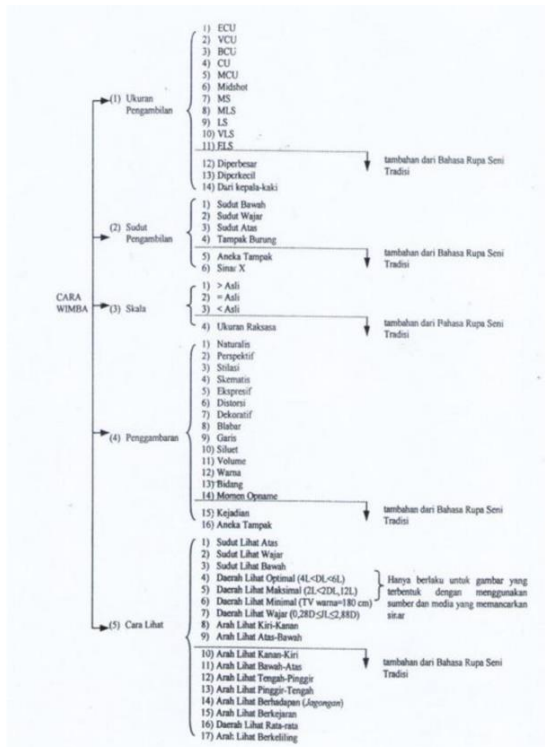 CARA
WIMBA
(1) Ukuran
Pengambilan
1) ECU
2) VCU
3) BCU
4) CU
5) MCU
6) Midshot
7) MS
8) MLS
9) LS
10) VLS
11) ELS
12) Diperbesar
13) Diperkecil
14) Dari kepala-kaki
tambahan dari Bahasa Rupa Seni
Tradisi
(2) Sudut
Pengambilan
1) Sudut Bawah
2) Sudut Wajar
3) Sudut Atas
4) Tampak Burung
5) Aneka Tampak
6) Sinar X
tambahan dari Bahasa Rupa Seni
Tradisi
(3) Skala
1) > Asli
2) = Asli
3) < Asli
4) Ukuran Raksasa
tambahan dari Bahasa Rupa Seni
Tradisi
(4) Penggambaran
1) Naturalis
2) Perspektif
3) Stilasi
4) Skematis
5) Ekspresif
6) Distorsi
7) Dekoratif
8) Blabar
9) Garis
10) Siluet
11) Volume
12) Warna
13) Bidang
14) Momen Opname
15) Kejadian
16) Aneka Tampak
tambahan dari Bahasa Rupa Seni
Tradisi
(5) Cara Lihat
1) Sudut Lihat Atas
2) Sudut Lihat Wajar
3) Sudut Lihat Bawah
4) Daerah Lihat Optimal (4L<DL<6L)
5) Daerah Lihat Maksimal (2L<2DL,12L)
6) Daerah Lihat Minimal (TV warna=180 cm)
7) Daerah Lihat Wajar (0,28D≤JL≤2,88D)
8) Arah Lihat Kiri-Kanan
9) Arah Lihat Atas-Bawah
10) Arah Lihat Kanan-Kiri
11) Arah Lihat Bawah-Atas
12) Arah Lihat Tengah-Pinggir
13) Arah Lihat Pinggir-Tengah
14) Arah Lihat Berhadapan (Jagongan)
15) Arah Lihat Berkejaran
16) Daerah Lihat Rata-rata
17) Arah Lihat Berkeliling
Hanya berlaku untuk gambar yang
terbentuk dengan menggunakan
sumber dan media yang memancarkan
sinar
tambahan dari Bahasa Rupa Seni
Tradisi